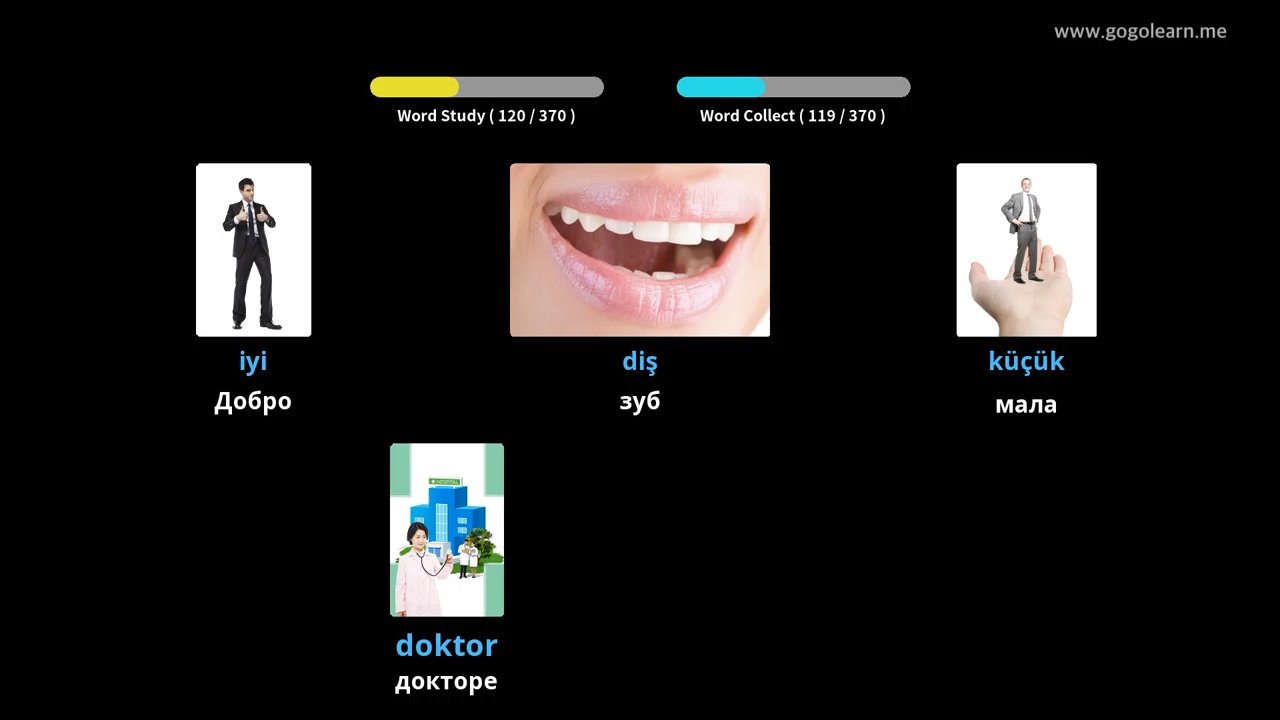 www.gogolearn.me
Word Study ( 120 / 370 )
Word Collect ( 119 / 370 )
iyi
diş
küçük
Добро
зуб
мала
HOSPITAL
doktor
докторе